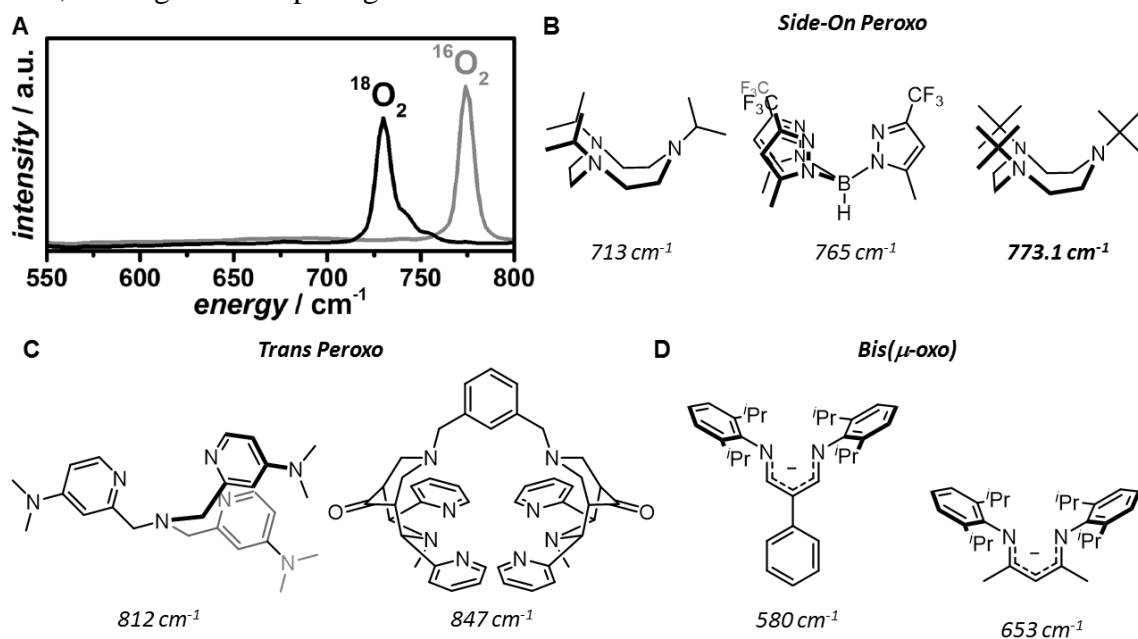 A
18O2
16O2
intensity / a.u.
550 600 650 700 750 800
energy / cm-1
B Side-On Peroxo
F3C
F3C CF3
N N N N N N N N N N N N
B
H
713 cm-1 765 cm-1 773.1 cm-1
C Trans Peroxo
N N N N N N N
N N N N N N N N
O O
812 cm-1 847 cm-1
D Bis(μ-oxo)
iPr iPr
N N
iPr iPr
−
580 cm-1
iPr iPr
N N
iPr iPr
−
653 cm-1